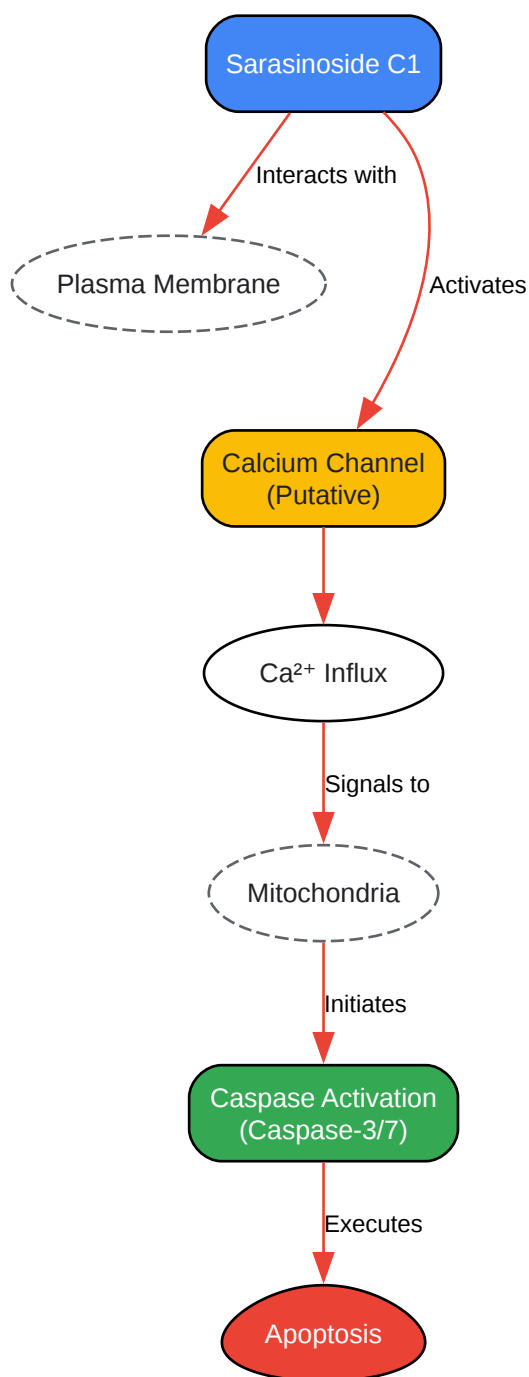 Sarasinoside C1
Interacts with
Plasma Membrane
Activates
Calcium Channel
(Putative)
Ca²⁺ Influx
Signals to
Mitochondria
Initiates
Caspase Activation
(Caspase-3/7)
Executes
Apoptosis